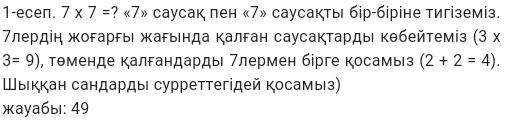 1-есеп. 7 х 7 =? «7» саусақ пен «7» саусақты бір-біріне тигіземіз.
7лердің жоғарғы жағында қалған саусақтарды көбейтеміз (3 х
3= 9), төменде қалғандарды 7лермен бірге қосамыз (2 + 2 = 4).
Шыққан сандарды сурреттегідей қосамыз)
жауабы: 49